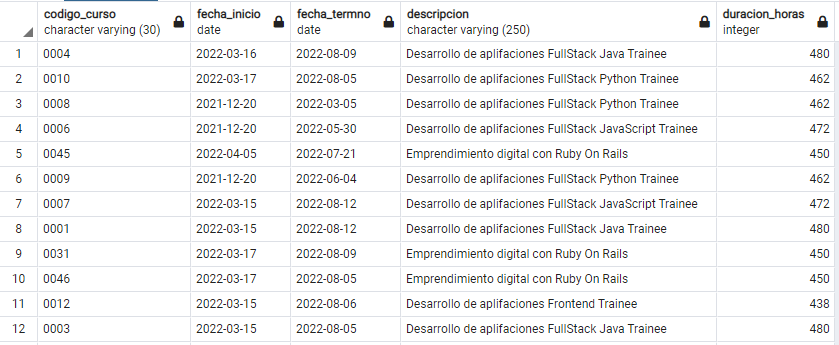 codigo_curso fecha_inicio fecha_termno descripcion duracion_horas
character varying (30) date date character varying (250) integer
1 0004 2022-03-16 2022-08-09 Desarrollo de aplifaciones FullStack Java Trainee 480
2 0010 2022-03-17 2022-08-05 Desarrollo de aplifaciones FullStack Python Trainee 462
3 0008 2021-12-20 2022-03-05 Desarrollo de aplifaciones FullStack Python Trainee 462
4 0006 2021-12-20 2022-05-30 Desarrollo de aplifaciones FullStack JavaScript Trainee 472
5 0045 2022-04-05 2022-07-21 Emprendimiento digital con Ruby On Rails 450
6 0009 2021-12-20 2022-06-04 Desarrollo de aplifaciones FullStack Python Trainee 462
7 0007 2022-03-15 2022-08-12 Desarrollo de aplifaciones FullStack JavaScript Trainee 472
8 0001 2022-03-15 2022-08-12 Desarrollo de aplifaciones FullStack Java Trainee 480
9 0031 2022-03-17 2022-08-09 Emprendimiento digital con Ruby On Rails 450
10 0046 2022-03-17 2022-08-05 Emprendimiento digital con Ruby On Rails 450
11 0012 2022-03-15 2022-08-06 Desarrollo de aplifaciones Frontend Trainee 438
12 0003 2022-03-15 2022-08-05 Desarrollo de aplifaciones FullStack Java Trainee 480